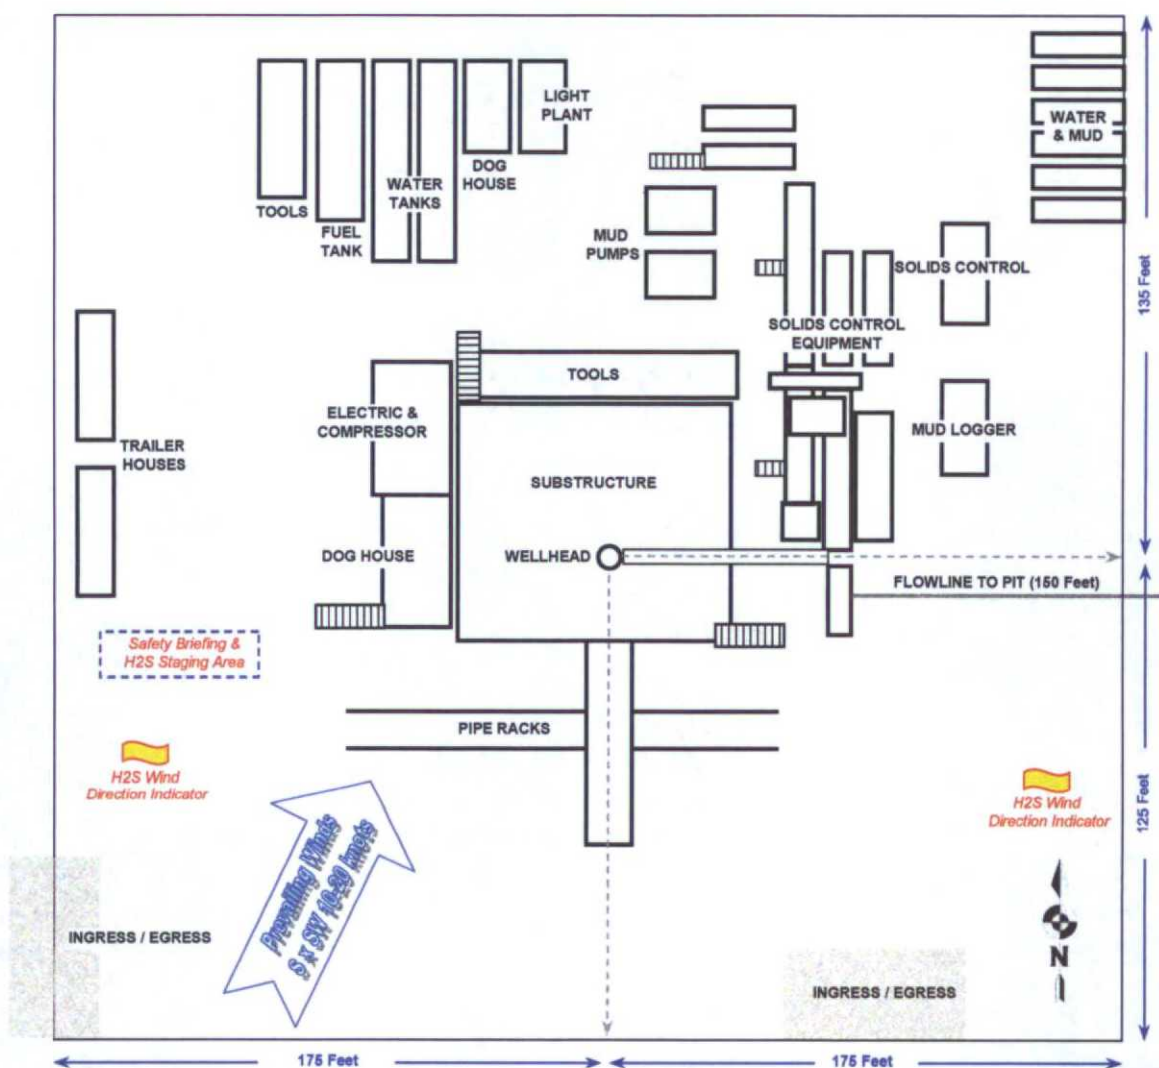 LIGHT
PLANT
DOG
HOUSE
WATER
TANKS
TOOLS
FUEL
TANK
MUD
PUMPS
WATER
& MUD
SOLIDS CONTROL
135 Feet
SOLIDS CONTROL
EQUIPMENT
TOOLS
ELECTRIC &
COMPRESSOR
MUD LOGGER
TRAILER
HOUSES
SUBSTRUCTURE
DOG HOUSE
WELLHEAD
FLOWLINE TO PIT (150 Feet)
Safety Briefing &
H2S Staging Area
PIPE RACKS
H2S Wind
Direction Indicator
H2S Wind
Direction Indicator
125 Feet
Prevailing Winds
S x SW 10-20 knots
INGRESS / EGRESS
N
INGRESS / EGRESS
175 Feet
175 Feet